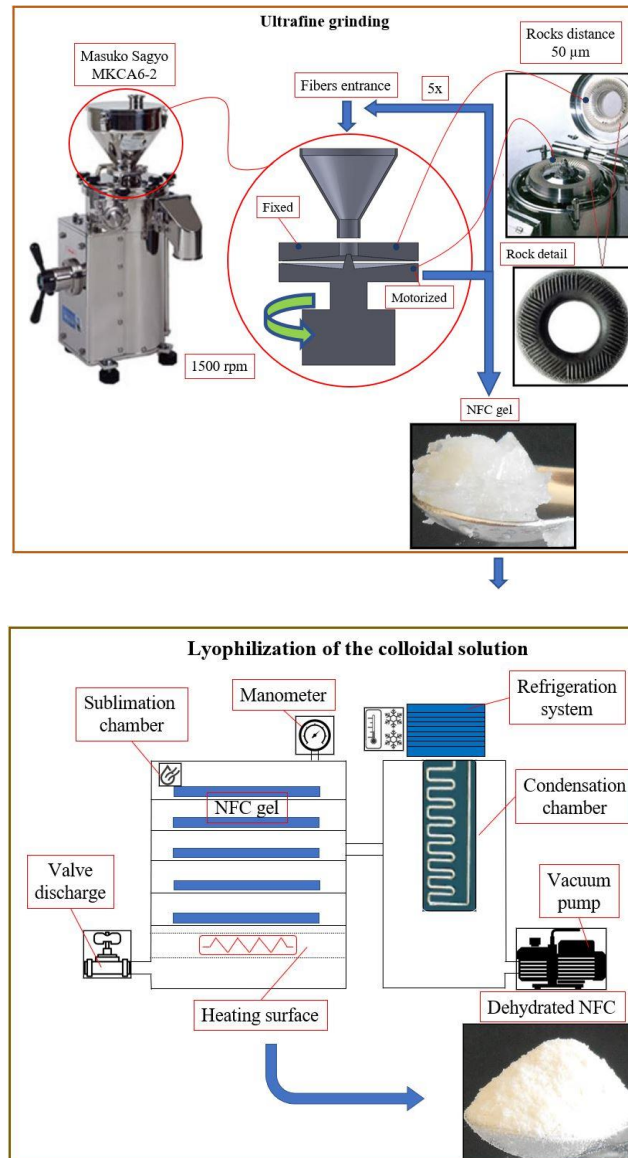 Ultrafine grinding
Masuko Sagyo
MKCA6-2
Fibers entrance
5x
Rocks distance
50 µm
Fixed
Motorized
Rock detail
1500 rpm
NFC gel
Lyophilization of the colloidal solution
Sublimation
chamber
Manometer
Refrigeration
system
NFC gel
Condensation
chamber
Valve
discharge
Vacuum
pump
Heating surface
Dehydrated NFC